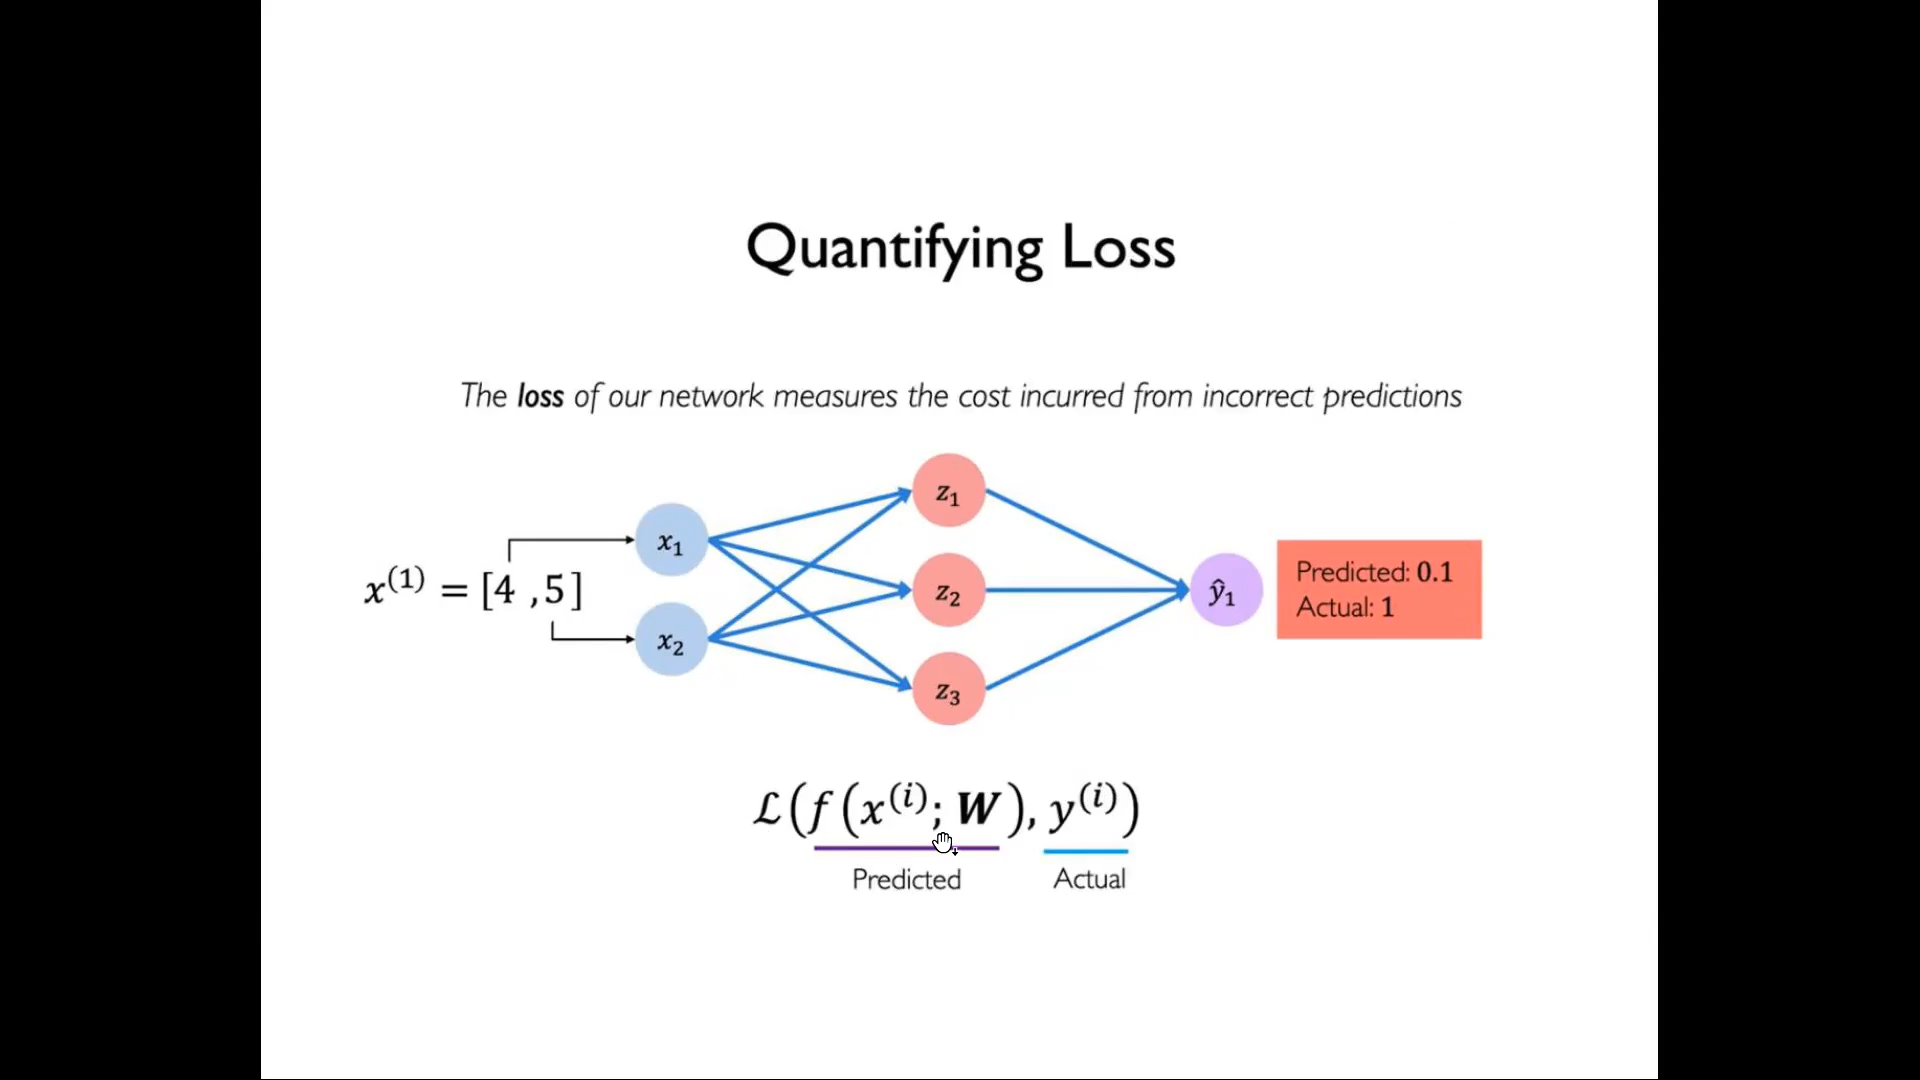 Quantifying Loss
The loss of our network measures the cost incurred from incorrect predictions
x⁽¹⁾ = [4 ,5]
x₁
x₂
z₁
z₂
z₃
ŷ₁
Predicted: 0.1
Actual: 1
ℒ(f(x⁽ⁱ⁾; W), y⁽ⁱ⁾)
Predicted Actual